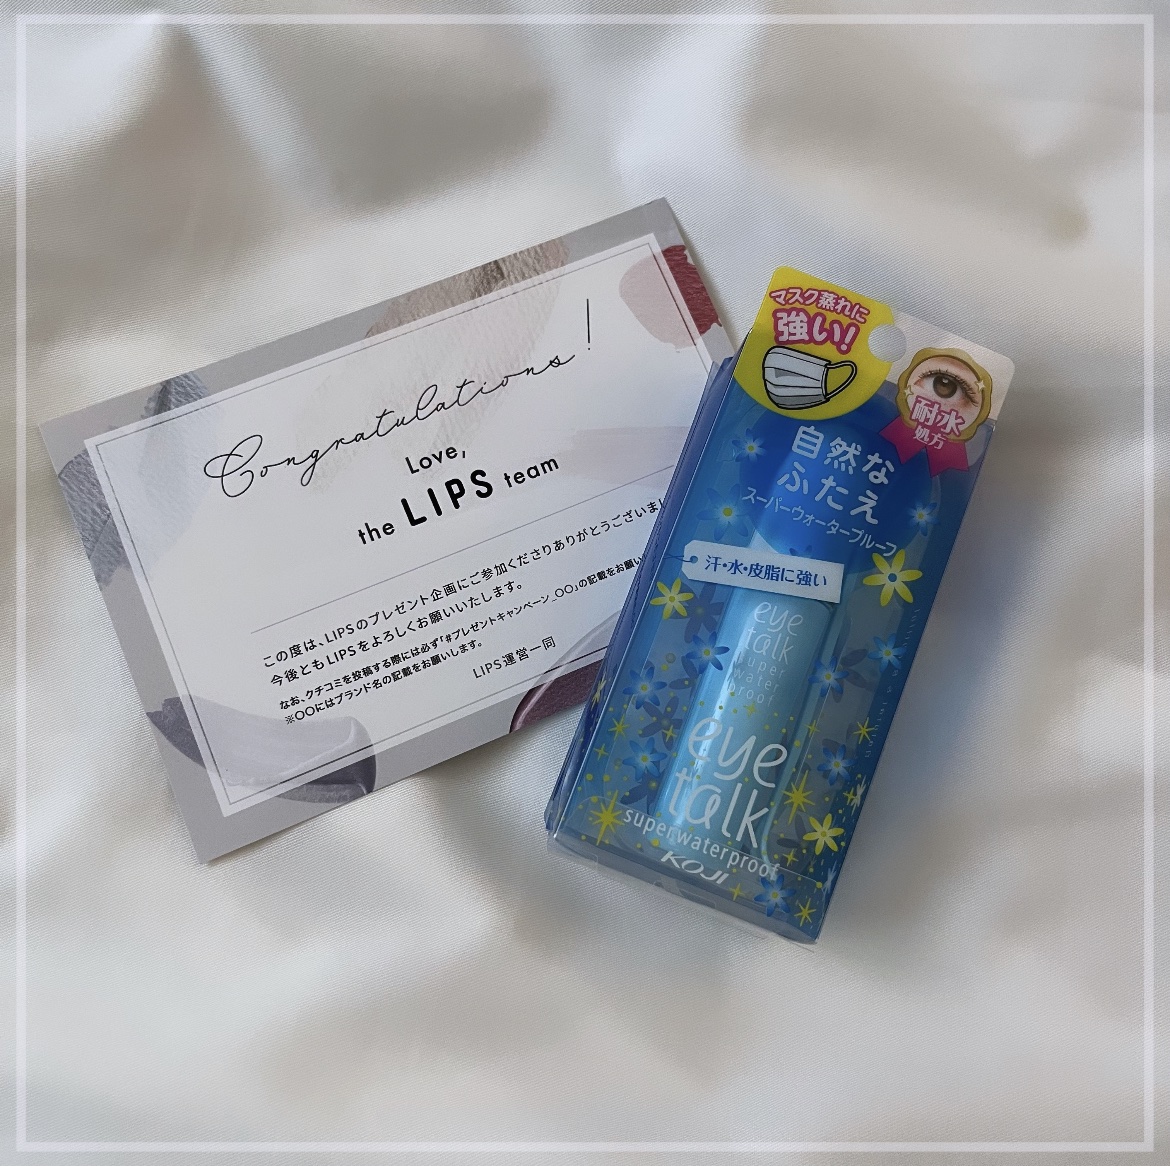 Congratulations!
Love,
the LIPS team
この度は、LIPSのプレゼント企画にご参加くださりありがとうございまし
今後ともLIPSをよろしくお願いいたします。
なお、クチコミを投稿する際には必ず「#プレゼントキャンペーン_〇〇」の記載をお願い
※〇〇にはブランド名の記載をお願いします。
LIPS運営一同
マスク蒸れに
強い!
耐水
処方
自然な
ふたえ
スーパーウォータープルーフ
汗・水・皮脂に強い
eye
talk
super
water
proof
eye
talk
super waterproof
KOJI